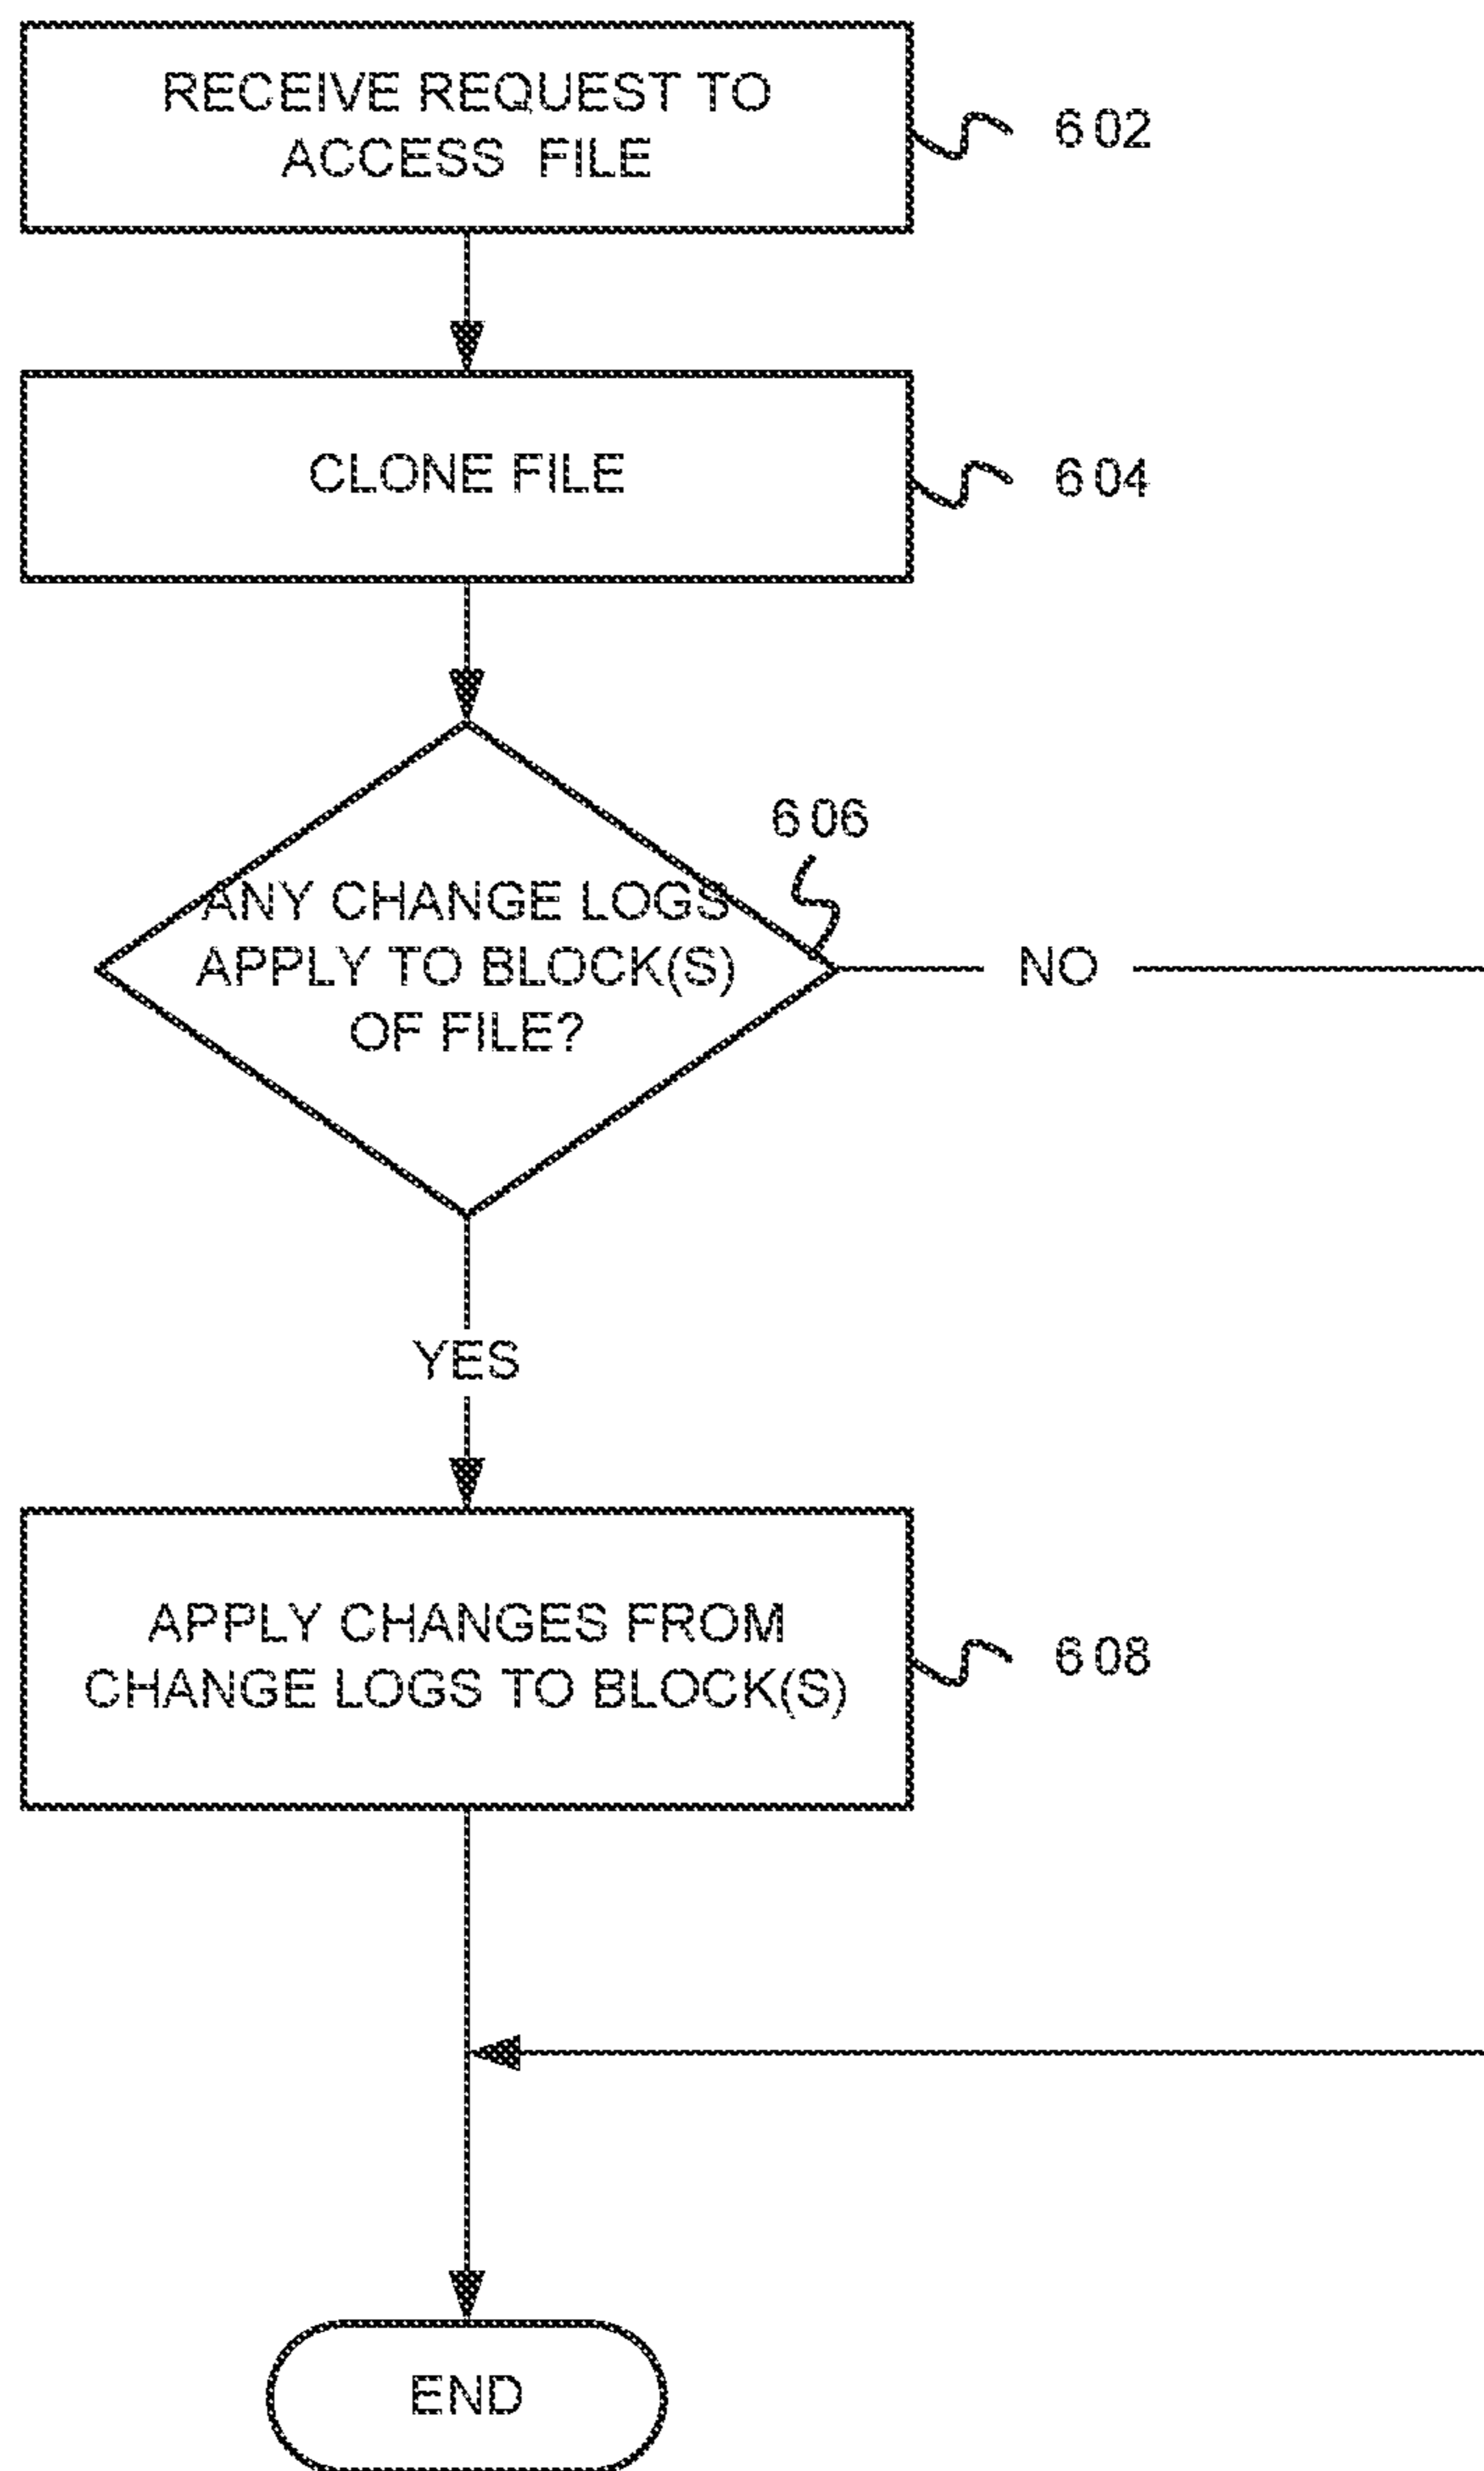 RECEIVE REQUEST TO
ACCESS FILE
602
CLONE FILE
604
606
ANY CHANGE LOGS
APPLY TO BLOCK(S)
OF FILE?
NO
YES
APPLY CHANGES FROM
CHANGE LOGS TO BLOCK(S)
608
END